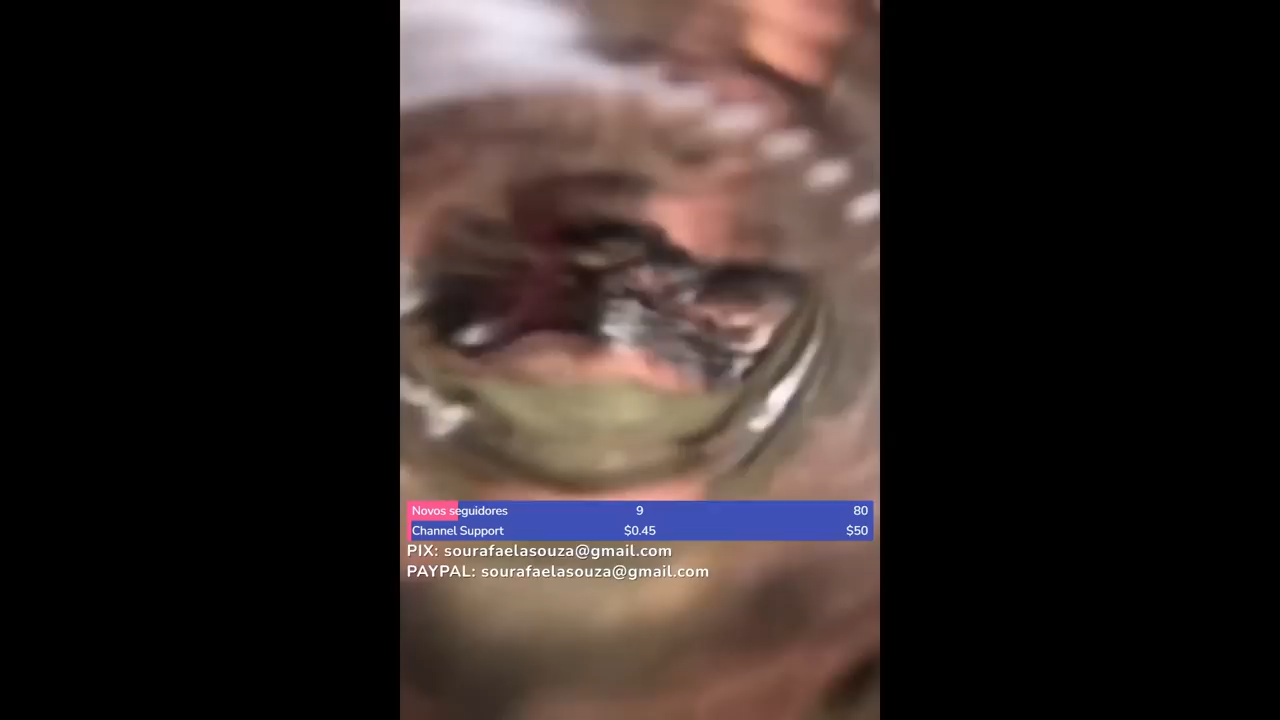 Novos seguidores 9 80
Channel Support $0.45 $50
PIX: sourafaelasouza@gmail.com
PAYPAL: sourafaelasouza@gmail.com